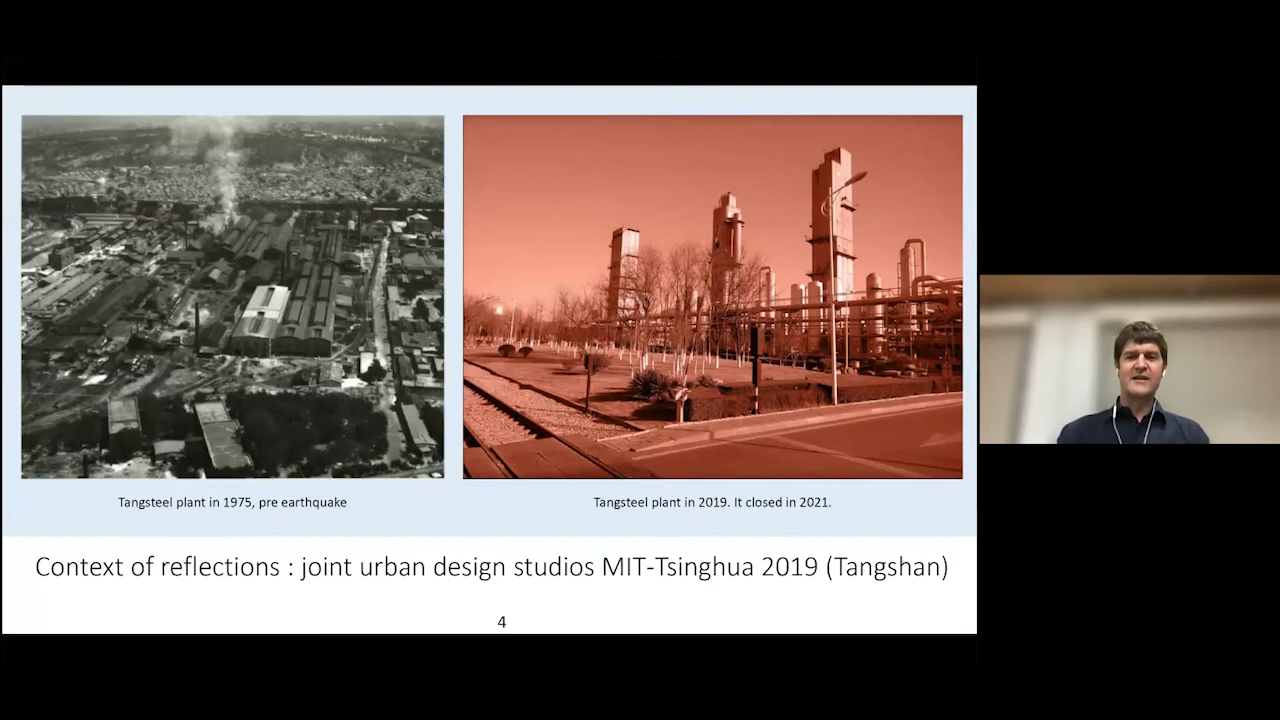 Tangsteel plant in 1975, pre earthquake
Tangsteel plant in 2019. It closed in 2021.
Context of reflections : joint urban design studios MIT-Tsinghua 2019 (Tangshan)
4